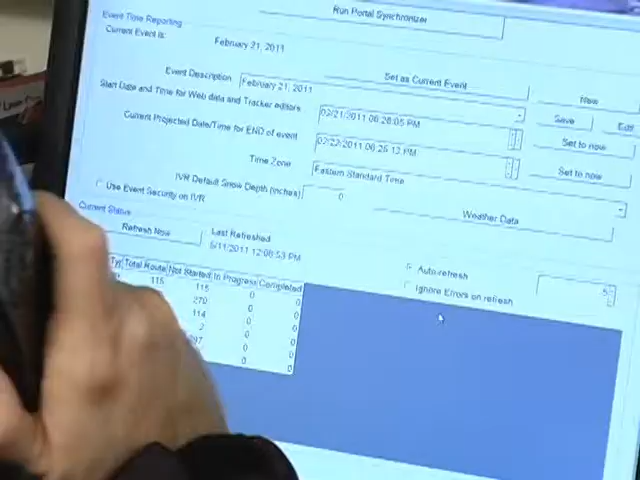 Run Portal Synchronizer
Event Time Reporting
Current Event is:
February 21, 2011
Event Description
February 21, 2011
Set as Current Event
New
Start Date and Time for Web data and Tracker editors
02/21/2011 06:28:05 PM
Save
Edit
Current Projected Date/Time for END of event
02/22/2011 06:26:13 PM
Set to now
Time Zone
Eastern Standard Time
Set to now
IVR Default Snow Depth (inches)
0
Use Event Security on IVR
Weather Data
Current Status
Refresh Now
Last Refreshed
5/11/2011 12:08:53 PM
Auto refresh
5
Ignore Errors on refresh
Total Route Not Started In Progress Completed
115 115 0 0
270 0 0
114 0 0
2 0 0
0 0
0 0